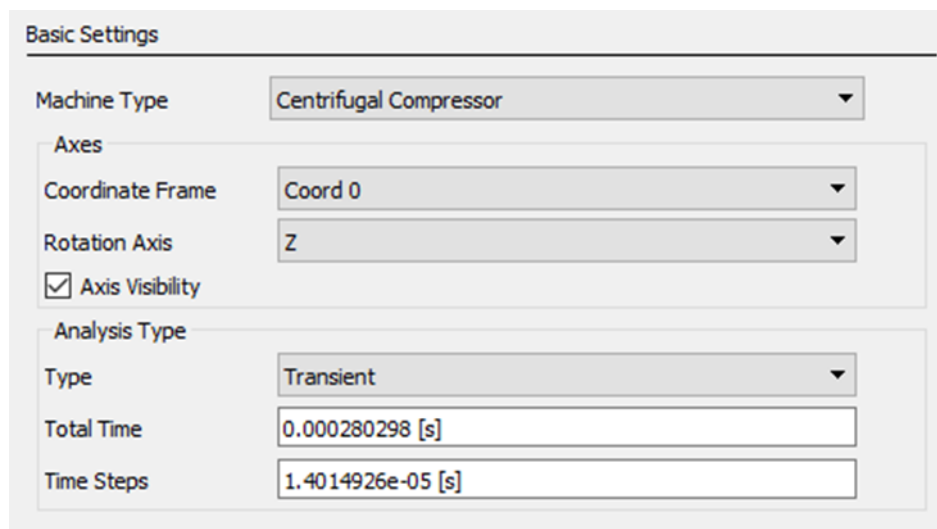 Basic Settings
Machine Type Centrifugal Compressor
Axes
Coordinate Frame Coord 0
Rotation Axis Z
Axis Visibility
Analysis Type
Type Transient
Total Time 0.000280298 [s]
Time Steps 1.4014926e-05 [s]